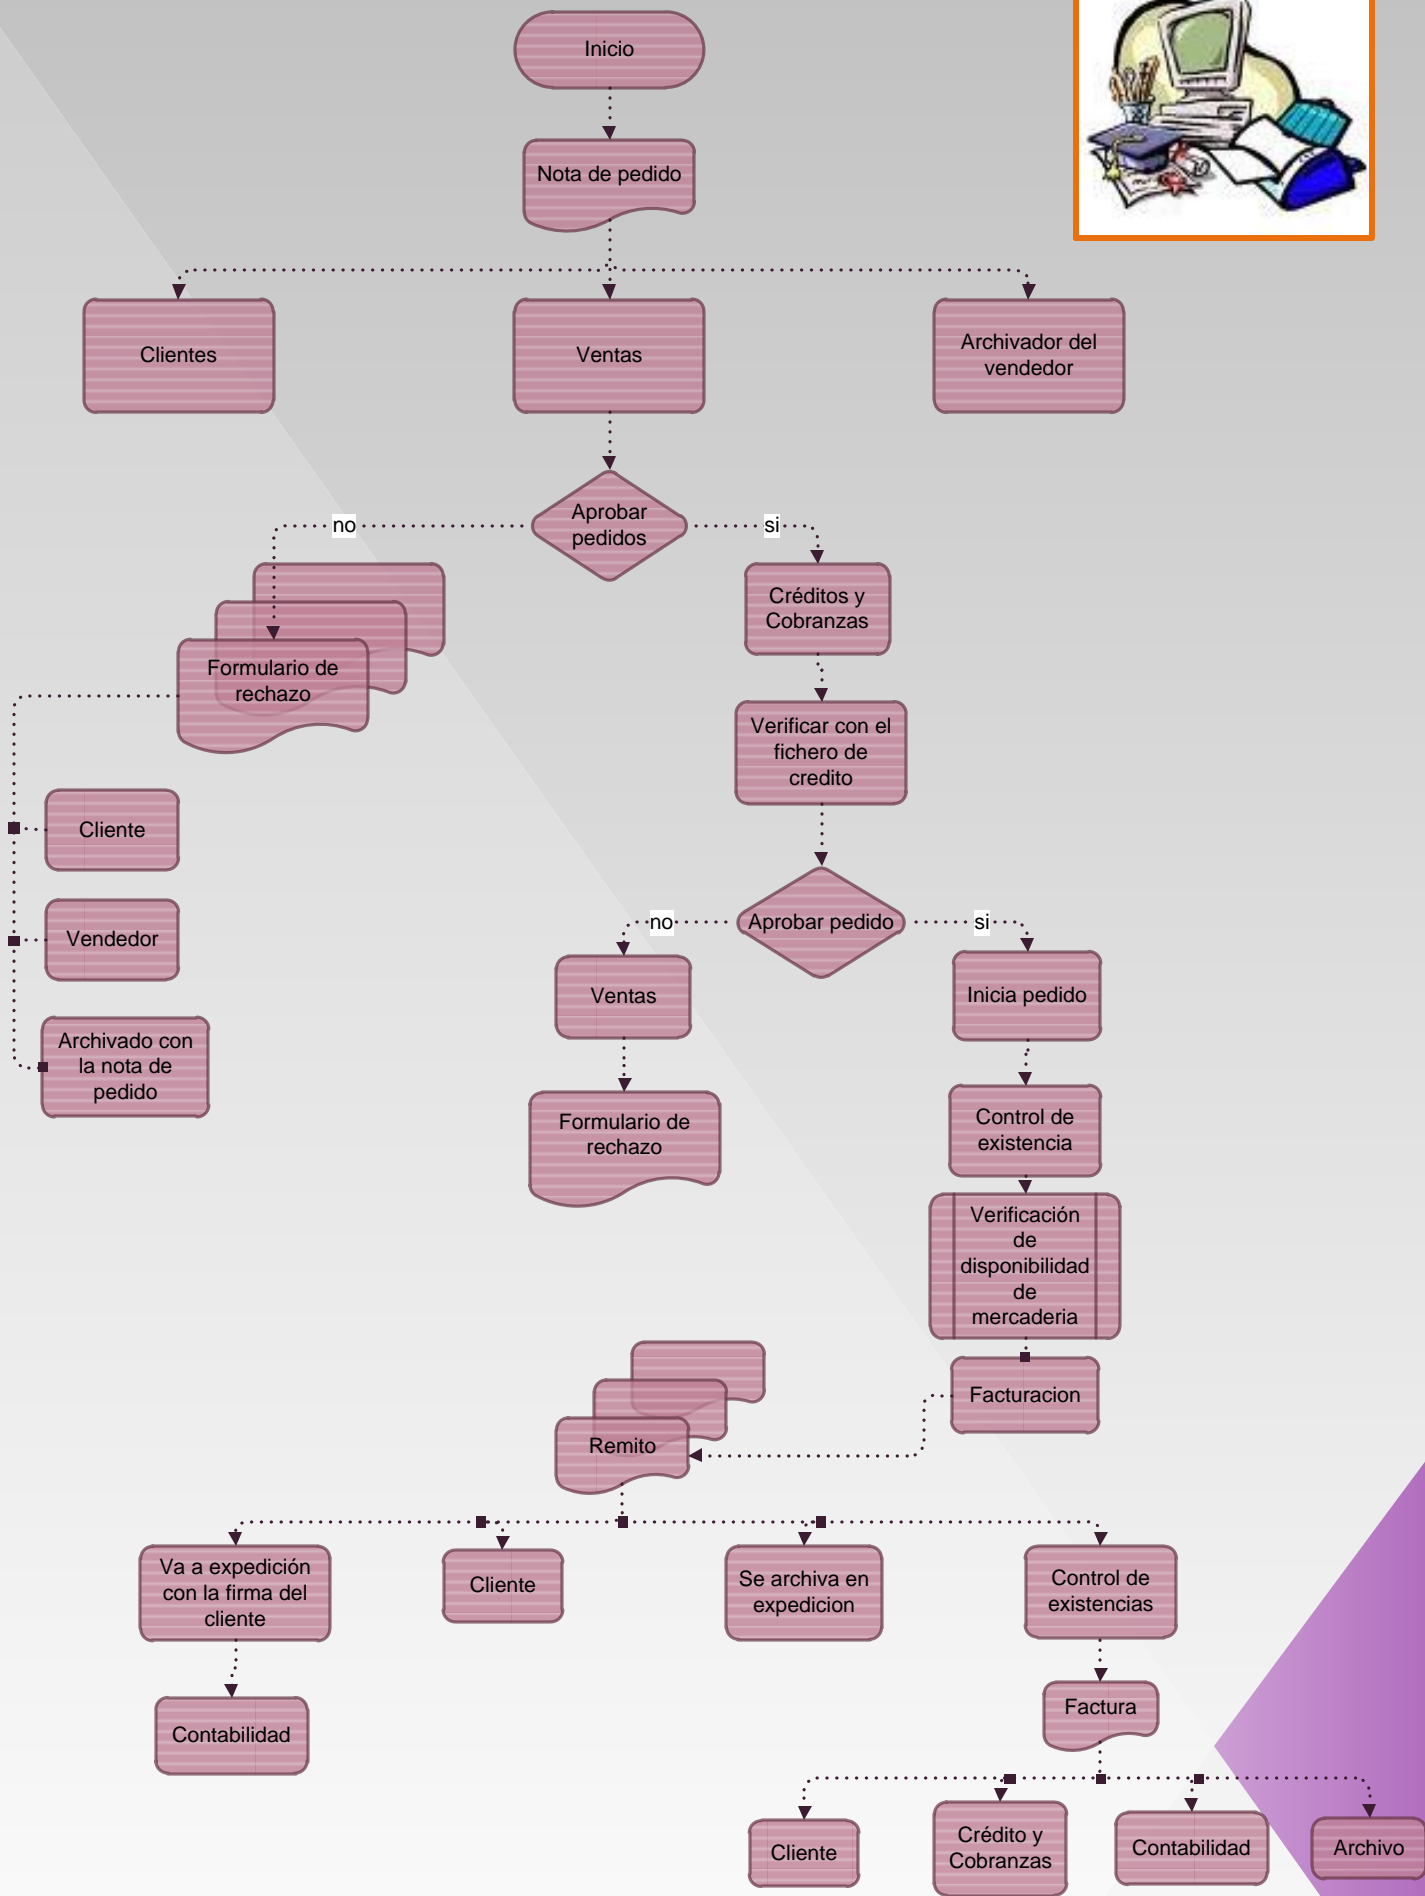 Inicio
Nota de pedido
Clientes
Ventas
Archivador del
vendedor
Aprobar
pedidos
no
si
Créditos y
Cobranzas
Formulario de
rechazo
Verificar con el
fichero de
credito
Cliente
Vendedor
Archivado con
la nota de
pedido
Aprobar pedido
no
si
Ventas
Inicia pedido
Formulario de
rechazo
Control de
existencia
Verificación
de
disponibilidad
de
mercaderia
Facturacion
Remito
Va a expedición
con la firma del
cliente
Cliente
Se archiva en
expedicion
Control de
existencias
Contabilidad
Factura
Cliente
Crédito y
Cobranzas
Contabilidad
Archivo